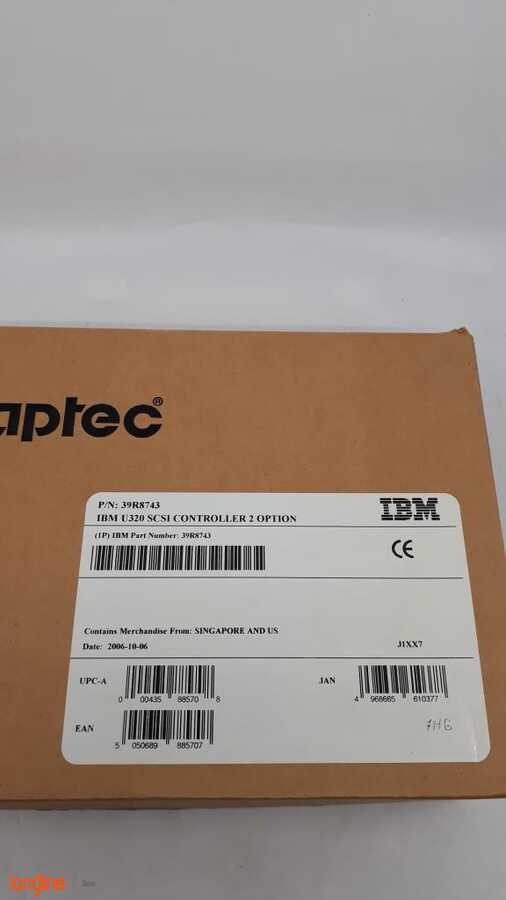 aptec®
P/N: 39R8743
IBM U320 SCSI CONTROLLER 2 OPTION
IBM
(1P) IBM Part Number: 39R8743
CE
Contains Merchandise From: SINGAPORE AND US
Date: 2006-10-06
J1XX7
UPC-A
0 00435 88570 8
JAN
4 968665 610377
EAN
5 050689 885707
7HG